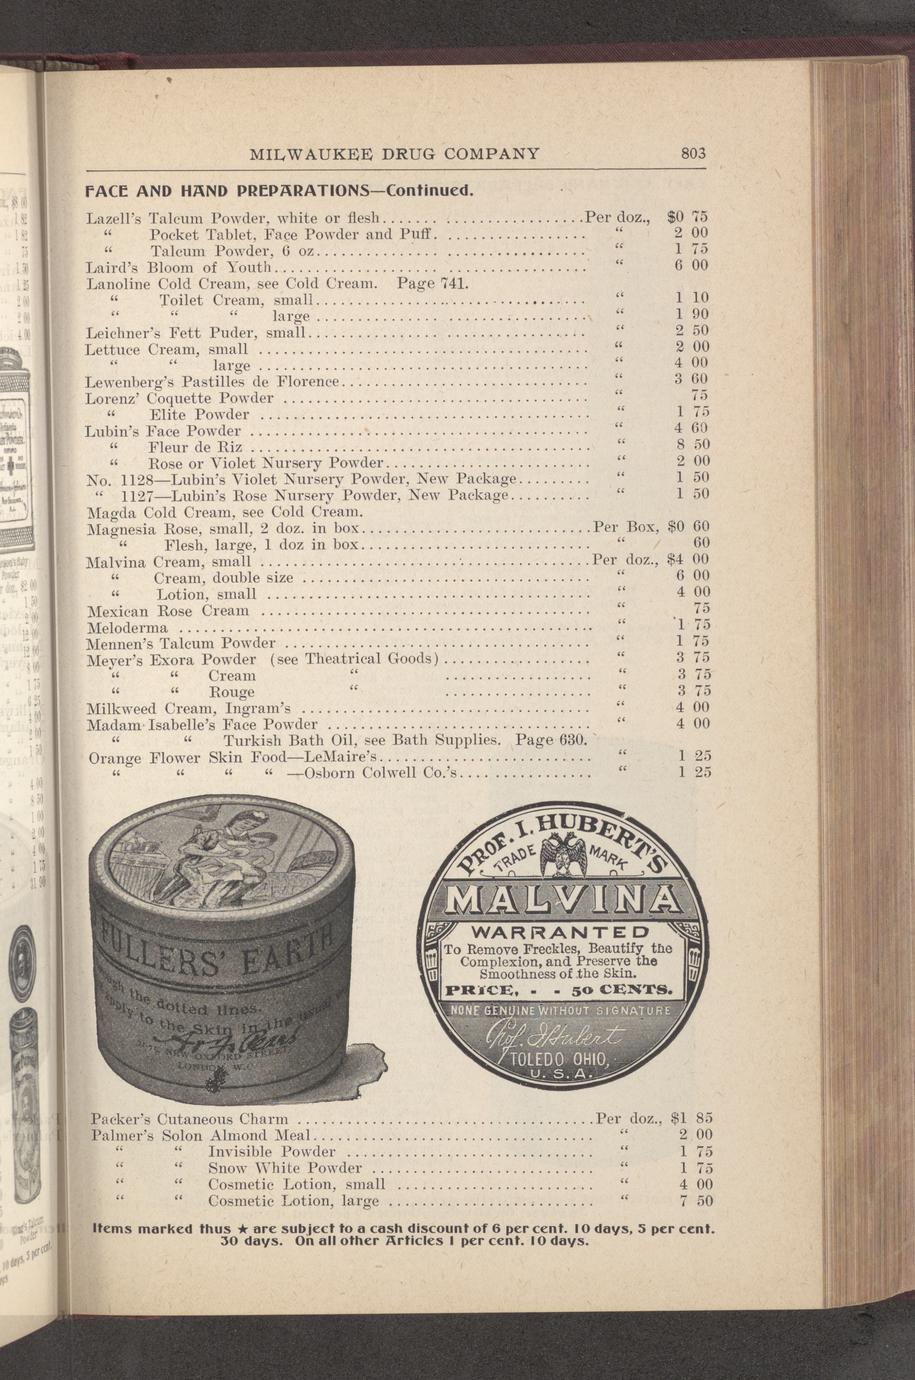 MILWAUKEE DRUG COMPANY 803
FACE AND HAND PREPARATIONS—Continued.
Lazell's Talcum Powder, white or flesh..............................Per doz., $0 75
“ Pocket Tablet, Face Powder and Puff................... “ 2 00
“ Talcum Powder, 6 oz................................. “ 1 75
Laird's Bloom of Youth..................................... “ 6 00
Lanoline Cold Cream, see Cold Cream. Page 741.
“ Toilet Cream, small................................ “ 1 10
“ “ “ large ................................ “ 1 90
Leichner's Fett Puder, small................................. “ 2 50
Lettuce Cream, small ....................................... “ 2 00
“ “ large ....................................... “ 4 00
Lewenberg's Pastilles de Florence............................. “ 3 60
Lorenz' Coquette Powder .................................... “ 75
“ Elite Powder ....................................... “ 1 75
Lubin's Face Powder ........................................ “ 4 60
“ Fleur de Riz ........................................ “ 8 50
“ Rose or Violet Nursery Powder........................ “ 2 00
No. 1128—Lubin's Violet Nursery Powder, New Package......... “ 1 50
“ 1127—Lubin's Rose Nursery Powder, New Package.......... “ 1 50
Magda Cold Cream, see Cold Cream.
Magnesia Rose, small, 2 doz. in box............................Per Box, $0 60
“ Flesh, large, 1 doz in box............................ “ 60
Malvina Cream, small .......................................Per doz., $4 00
“ Cream, double size .................................. “ 6 00
“ Lotion, small ....................................... “ 4 00
Mexican Rose Cream ....................................... “ 75
Meloderma ................................................. “ 1 75
Mennen's Talcum Powder ..................................... “ 1 75
Meyer's Exora Powder (see Theatrical Goods).................. “ 3 75
“ “ Cream “ .................. “ 3 75
“ “ Rouge “ .................. “ 3 75
Milkweed Cream, Ingram's ................................... “ 4 00
Madam Isabelle's Face Powder ................................ “ 4 00
“ “ Turkish Bath Oil, see Bath Supplies. Page 630.
Orange Flower Skin Food—LeMaire's.......................... “ 1 25
“ “ “ “ —Osborn Colwell Co.'s................ “ 1 25
PROF. I. HUBERT'S
TRADE MARK
MALVINA
WARRANTED
To Remove Freckles, Beautify the
Complexion, and Preserve the
Smoothness of the Skin.
PRICE, - - 50 CENTS.
NONE GENUINE WITHOUT SIGNATURE
Prof. I Hubert
TOLEDO OHIO,
U. S. A.
FULLERS' EARTH
the dotted lines.
apply to the Skin in the usual
NEW OXFORD STREET
LONDON, W.C.
Packer's Cutaneous Charm ....................................Per doz., $1 85
Palmer's Solon Almond Meal.................................. “ 2 00
“ “ Invisible Powder .............................. “ 1 75
“ “ Snow White Powder ........................... “ 1 75
“ “ Cosmetic Lotion, small ........................ “ 4 00
“ “ Cosmetic Lotion, large ......................... “ 7 50
Items marked thus ★ are subject to a cash discount of 6 per cent. 10 days, 5 per cent.
30 days. On all other Articles 1 per cent. 10 days.